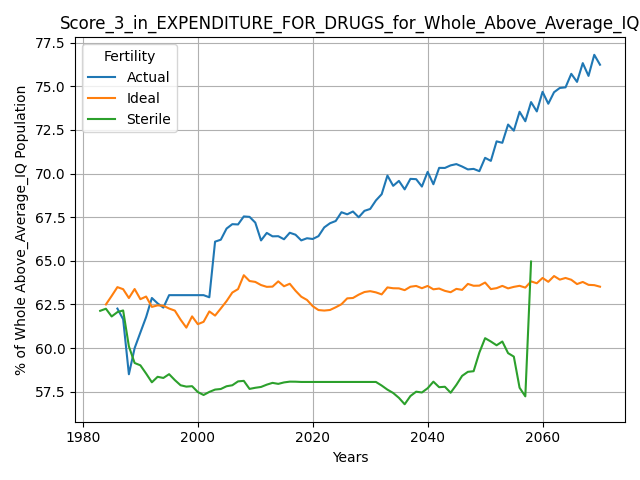 Score_3_in_EXPENDITURE_FOR_DRUGS_for_Whole_Above_Average_IQ
77.5
75.0
72.5
70.0
67.5
65.0
62.5
60.0
57.5
% of Whole Above_Average_IQ Population
Fertility
Actual
Ideal
Sterile
1980
2000
2020
2040
2060
Years